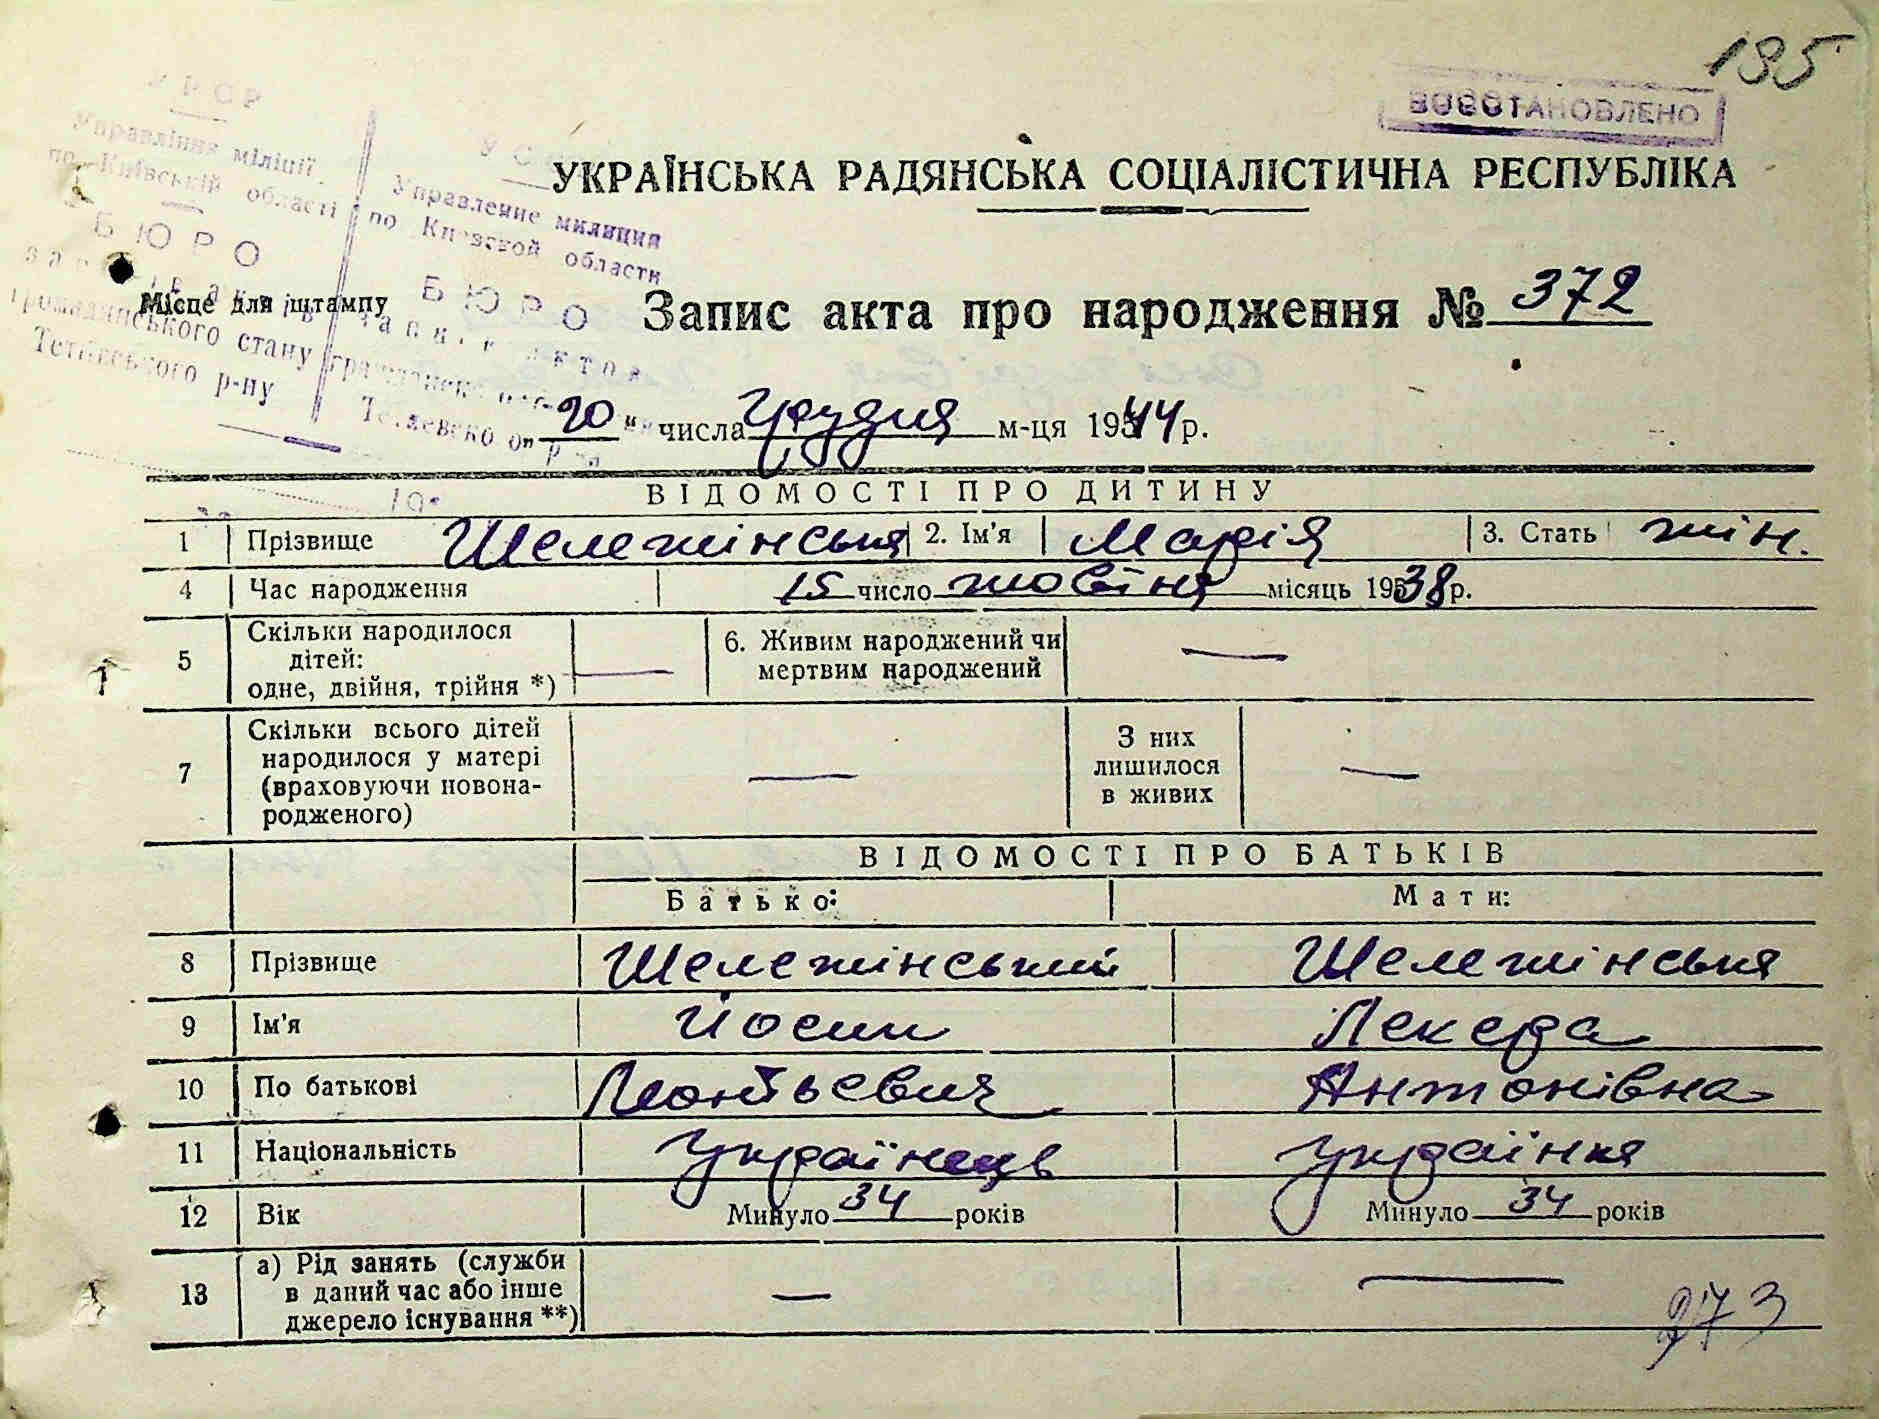 195
ВОССТАНОВЛЕНО
УРСР
Управління міліції
по Київській області
БЮРО
громадянського стану
Тетіївського р-ну
Управление милиции
по Киевской области
БЮРО
УКРАЇНСЬКА РАДЯНСЬКА СОЦІАЛІСТИЧНА РЕСПУБЛІКА
Місце для штампу
Запис акта про народження № 372
20 " числа грудня м-ця 1944 р.
ВІДОМОСТІ ПРО ДИТИНУ
1 Прізвище Шележинська 2. Ім'я Марія 3. Стать жін.
4 Час народження 15 число жовтня місяць 1938 р.
5 Скільки народилося дітей: одне, двійня, трійня *) — 6. Живим народжений чи мертвим народжений —
7 Скільки всього дітей народилося у матері (враховуючи новонародженого) — З них лишилося в живих —
ВІДОМОСТІ ПРО БАТЬКІВ
Батько: Мати:
8 Прізвище Шележинський Шележинська
9 Ім'я Йосип
10 По батькові Леонтьевич Антонівна
11 Національність українець українка
12 Вік Минуло 34 років Минуло 34 років
13 а) Рід занять (служби в даний час або інше джерело існування **) — —
273